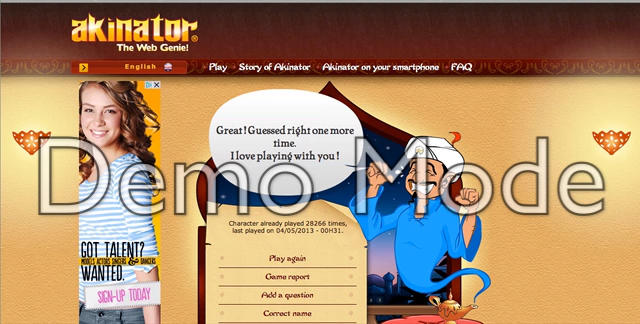 akinator®
The Web Genie!
English
Play
Story of Akinator
Akinator on your smartphone
FAQ
Great ! Guessed right one more
time.
I love playing with you !
Demo Mode
Character already played 28266 times,
last played on 04/05/2013 - 00H31.
Play again
Game report
Add a question
Correct name
GOT TALENT?
MODELS ACTORS SINGERS & DANCERS
WANTED.
SIGN-UP TODAY